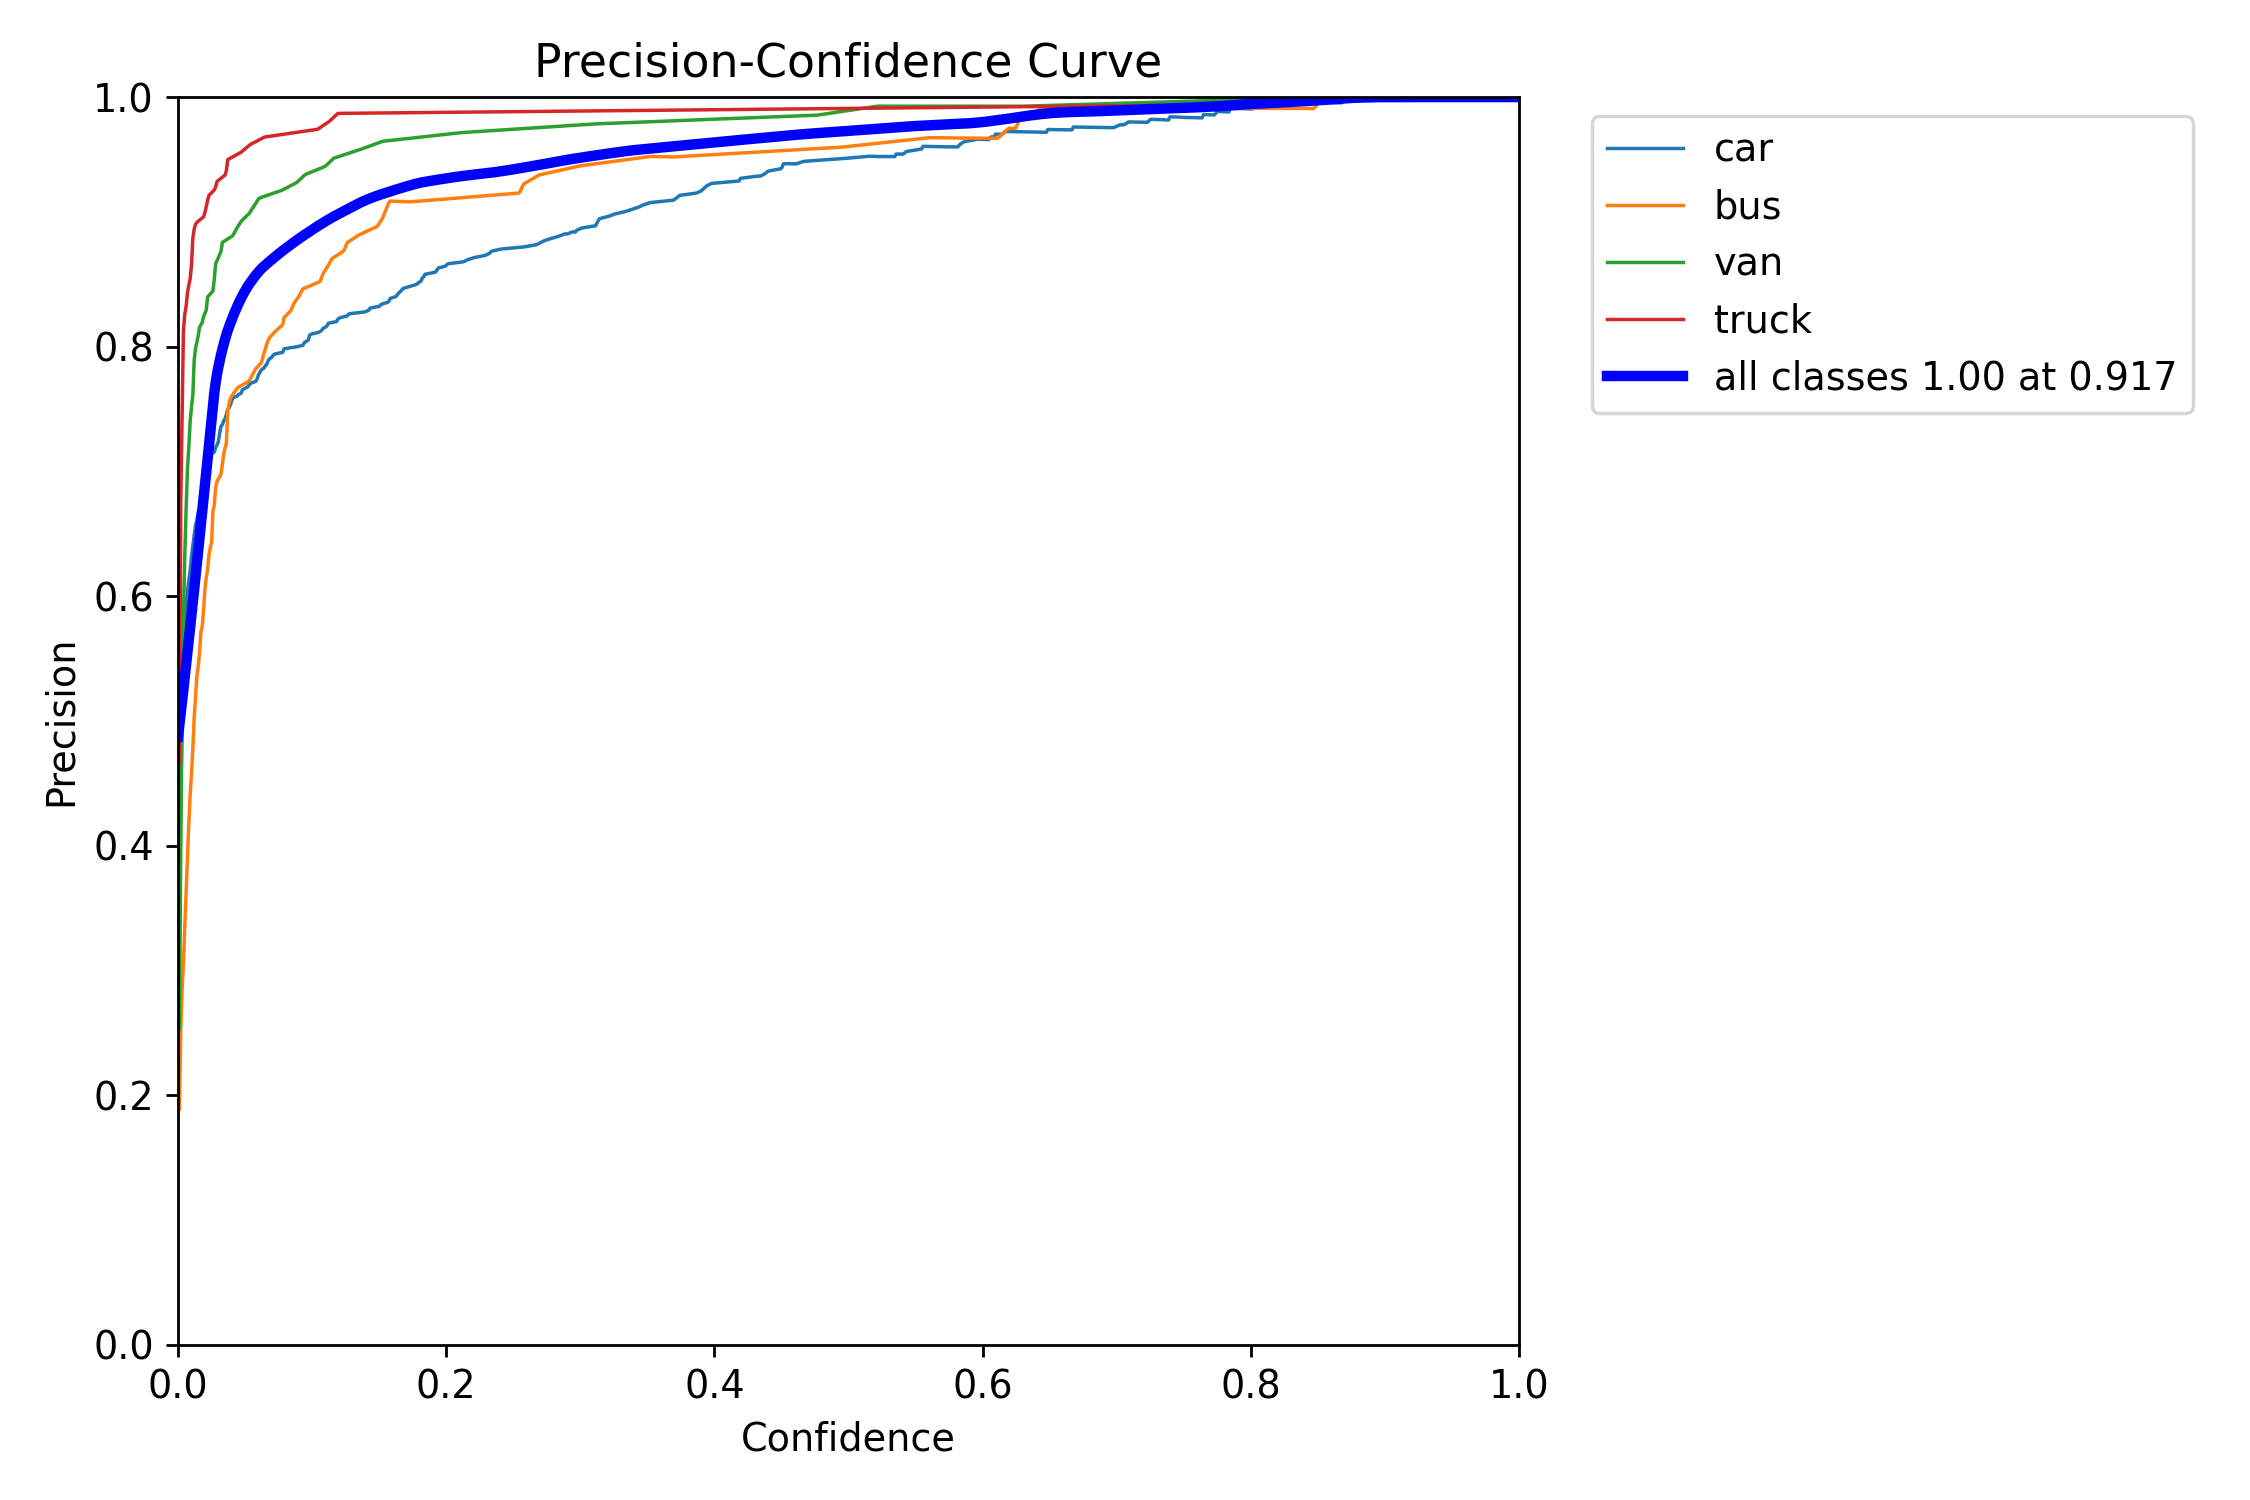 Precision-Confidence Curve
1.0
0.8
0.6
0.4
0.2
0.0
Precision
0.0 0.2 0.4 0.6 0.8 1.0
Confidence
car
bus
van
truck
all classes 1.00 at 0.917